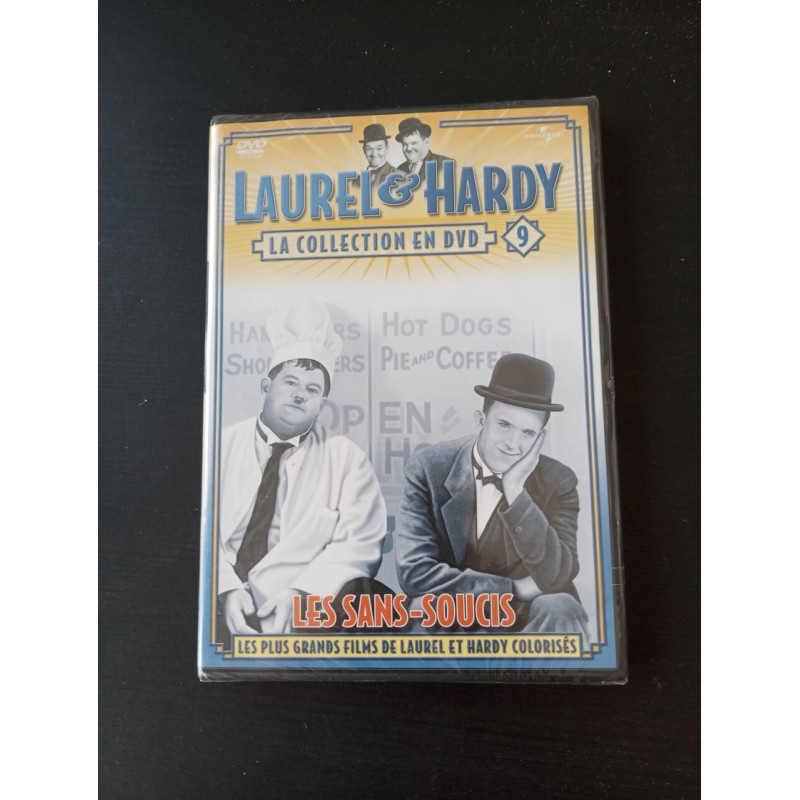 DVD
UNIVERSAL
LAUREL & HARDY
LA COLLECTION EN DVD 9
HOT DOGS
PIE AND COFFEE
OPEN
LES SANS-SOUCIS
LES PLUS GRANDS FILMS DE LAUREL ET HARDY COLORISÉS